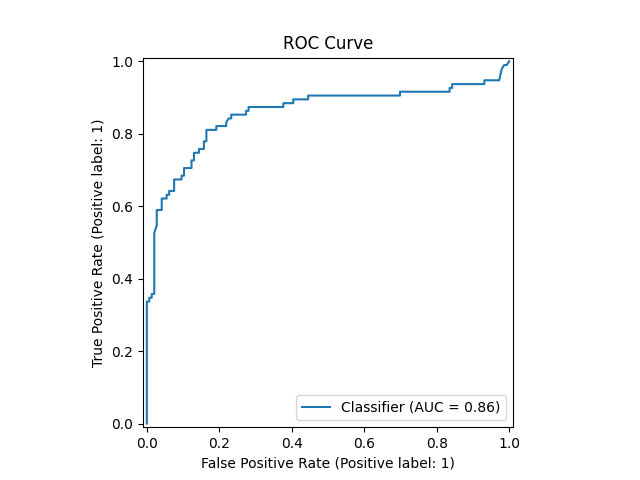 ROC Curve
1.0
0.8
0.6
0.4
0.2
0.0
True Positive Rate (Positive label: 1)
Classifier (AUC = 0.86)
0.0 0.2 0.4 0.6 0.8 1.0
False Positive Rate (Positive label: 1)